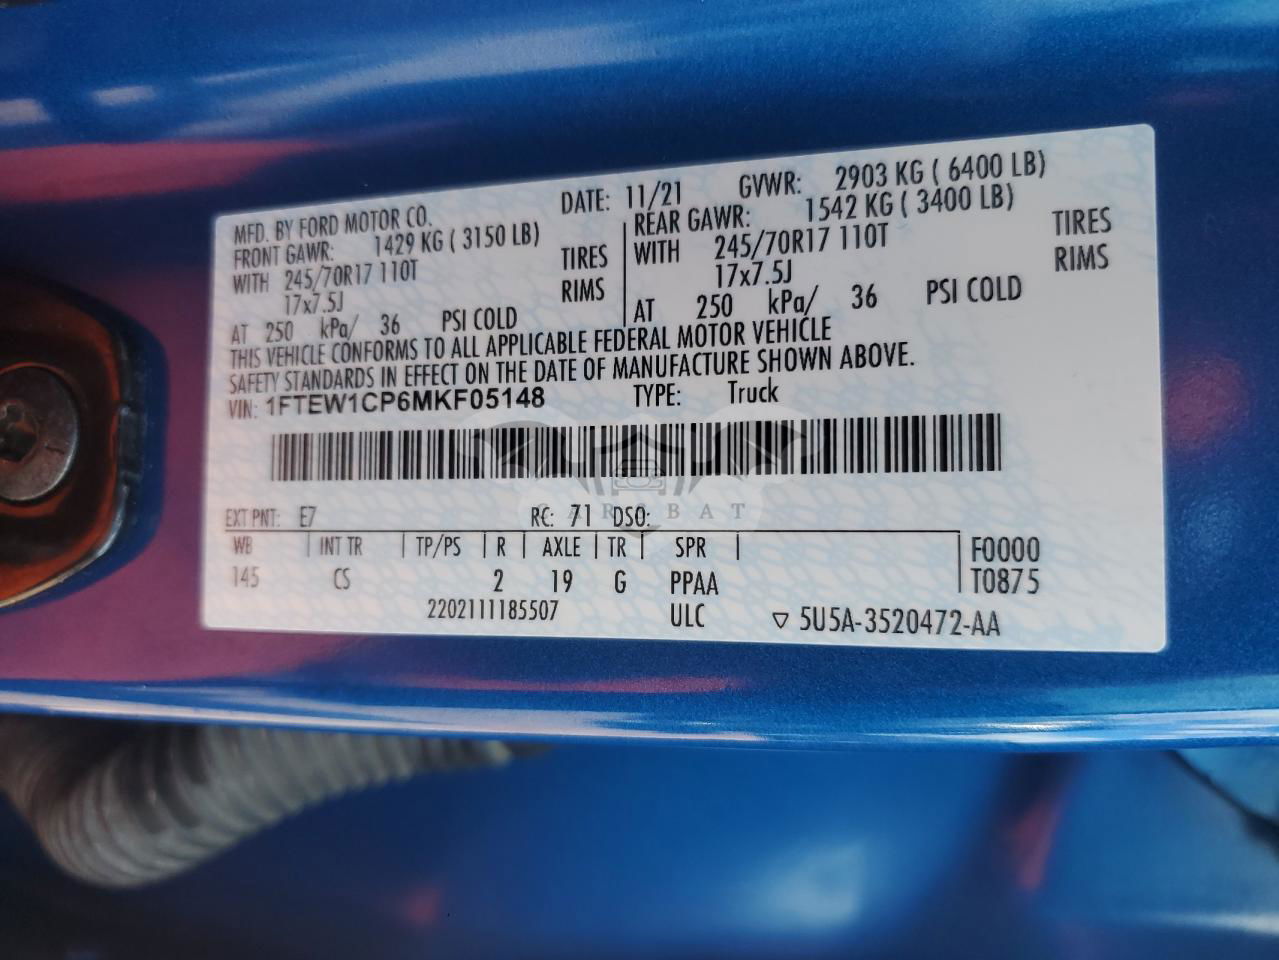 MFD. BY FORD MOTOR CO. DATE: 11/21 GVWR: 2903 KG ( 6400 LB)
FRONT GAWR: 1429 KG ( 3150 LB) REAR GAWR: 1542 KG ( 3400 LB)
WITH 245/70R17 110T TIRES WITH 245/70R17 110T TIRES
17x7.5J RIMS 17x7.5J RIMS
AT 250 kPa/ 36 PSI COLD AT 250 kPa/ 36 PSI COLD
THIS VEHICLE CONFORMS TO ALL APPLICABLE FEDERAL MOTOR VEHICLE
SAFETY STANDARDS IN EFFECT ON THE DATE OF MANUFACTURE SHOWN ABOVE.
VIN: 1FTEW1CP6MKF05148 TYPE: Truck
CARABAT
EXT PNT: E7 RC: 71 DSO:
WB INT TR TP/PS R AXLE TR SPR F0000
145 CS 2 19 G PPAA T0875
2202111185507 ULC ▽ 5U5A-3520472-AA